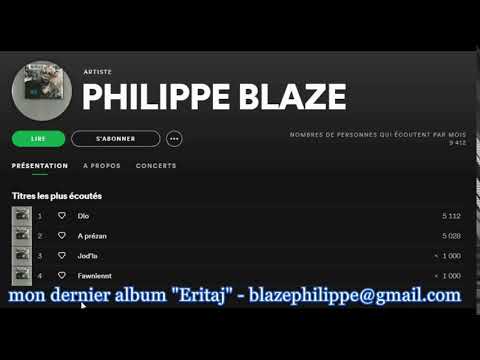 ARTISTE
PHILIPPE BLAZE
LIRE
S'ABONNER
NOMBRES DE PERSONNES QUI ÉCOUTENT PAR MOIS
9 412
PRÉSENTATION A PROPOS CONCERTS
Titres les plus écoutés
1 Dlo 5 112
2 A prézan 5 028
3 Jod'la < 1 000
4 Fawniennt < 1 000
mon dernier album "Eritaj" - blazephilippe@gmail.com